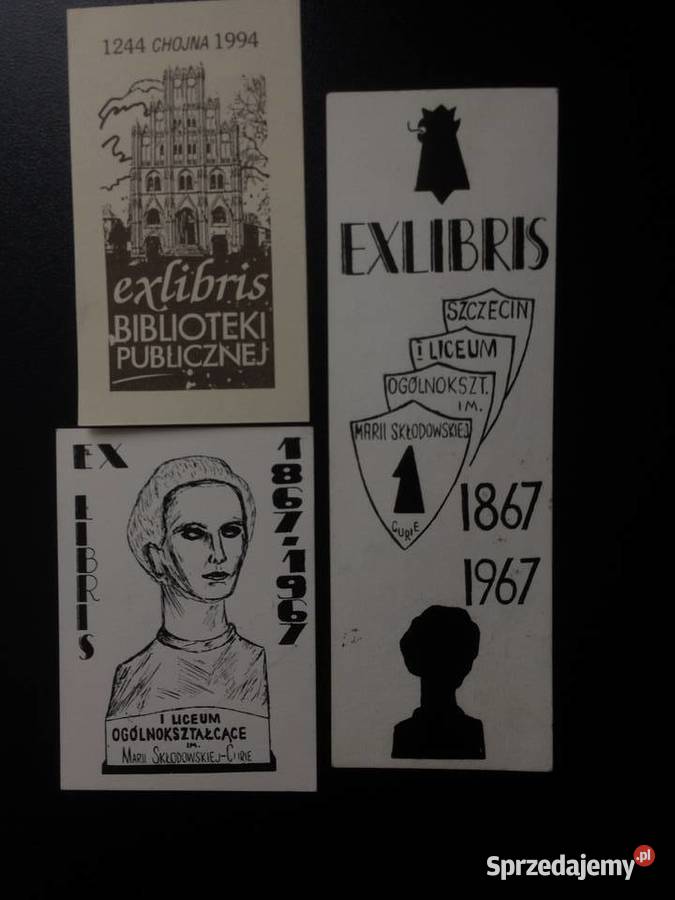 1244 CHOJNA 1994
exlibris
BIBLIOTEKI
PUBLICZNEJ
EXLIBRIS
SZCZECIN
I LICEUM
OGÓLNOKSZT.
IM.
MARII SKŁODOWSKIEJ
1
CURIE
1867
1967
EX
LIBRIS
1867-1967
I LICEUM
OGÓLNOKSZTAŁCĄCE
IM.
MARII SKŁODOWSKIEJ-CURIE
Sprzedajemy.pl